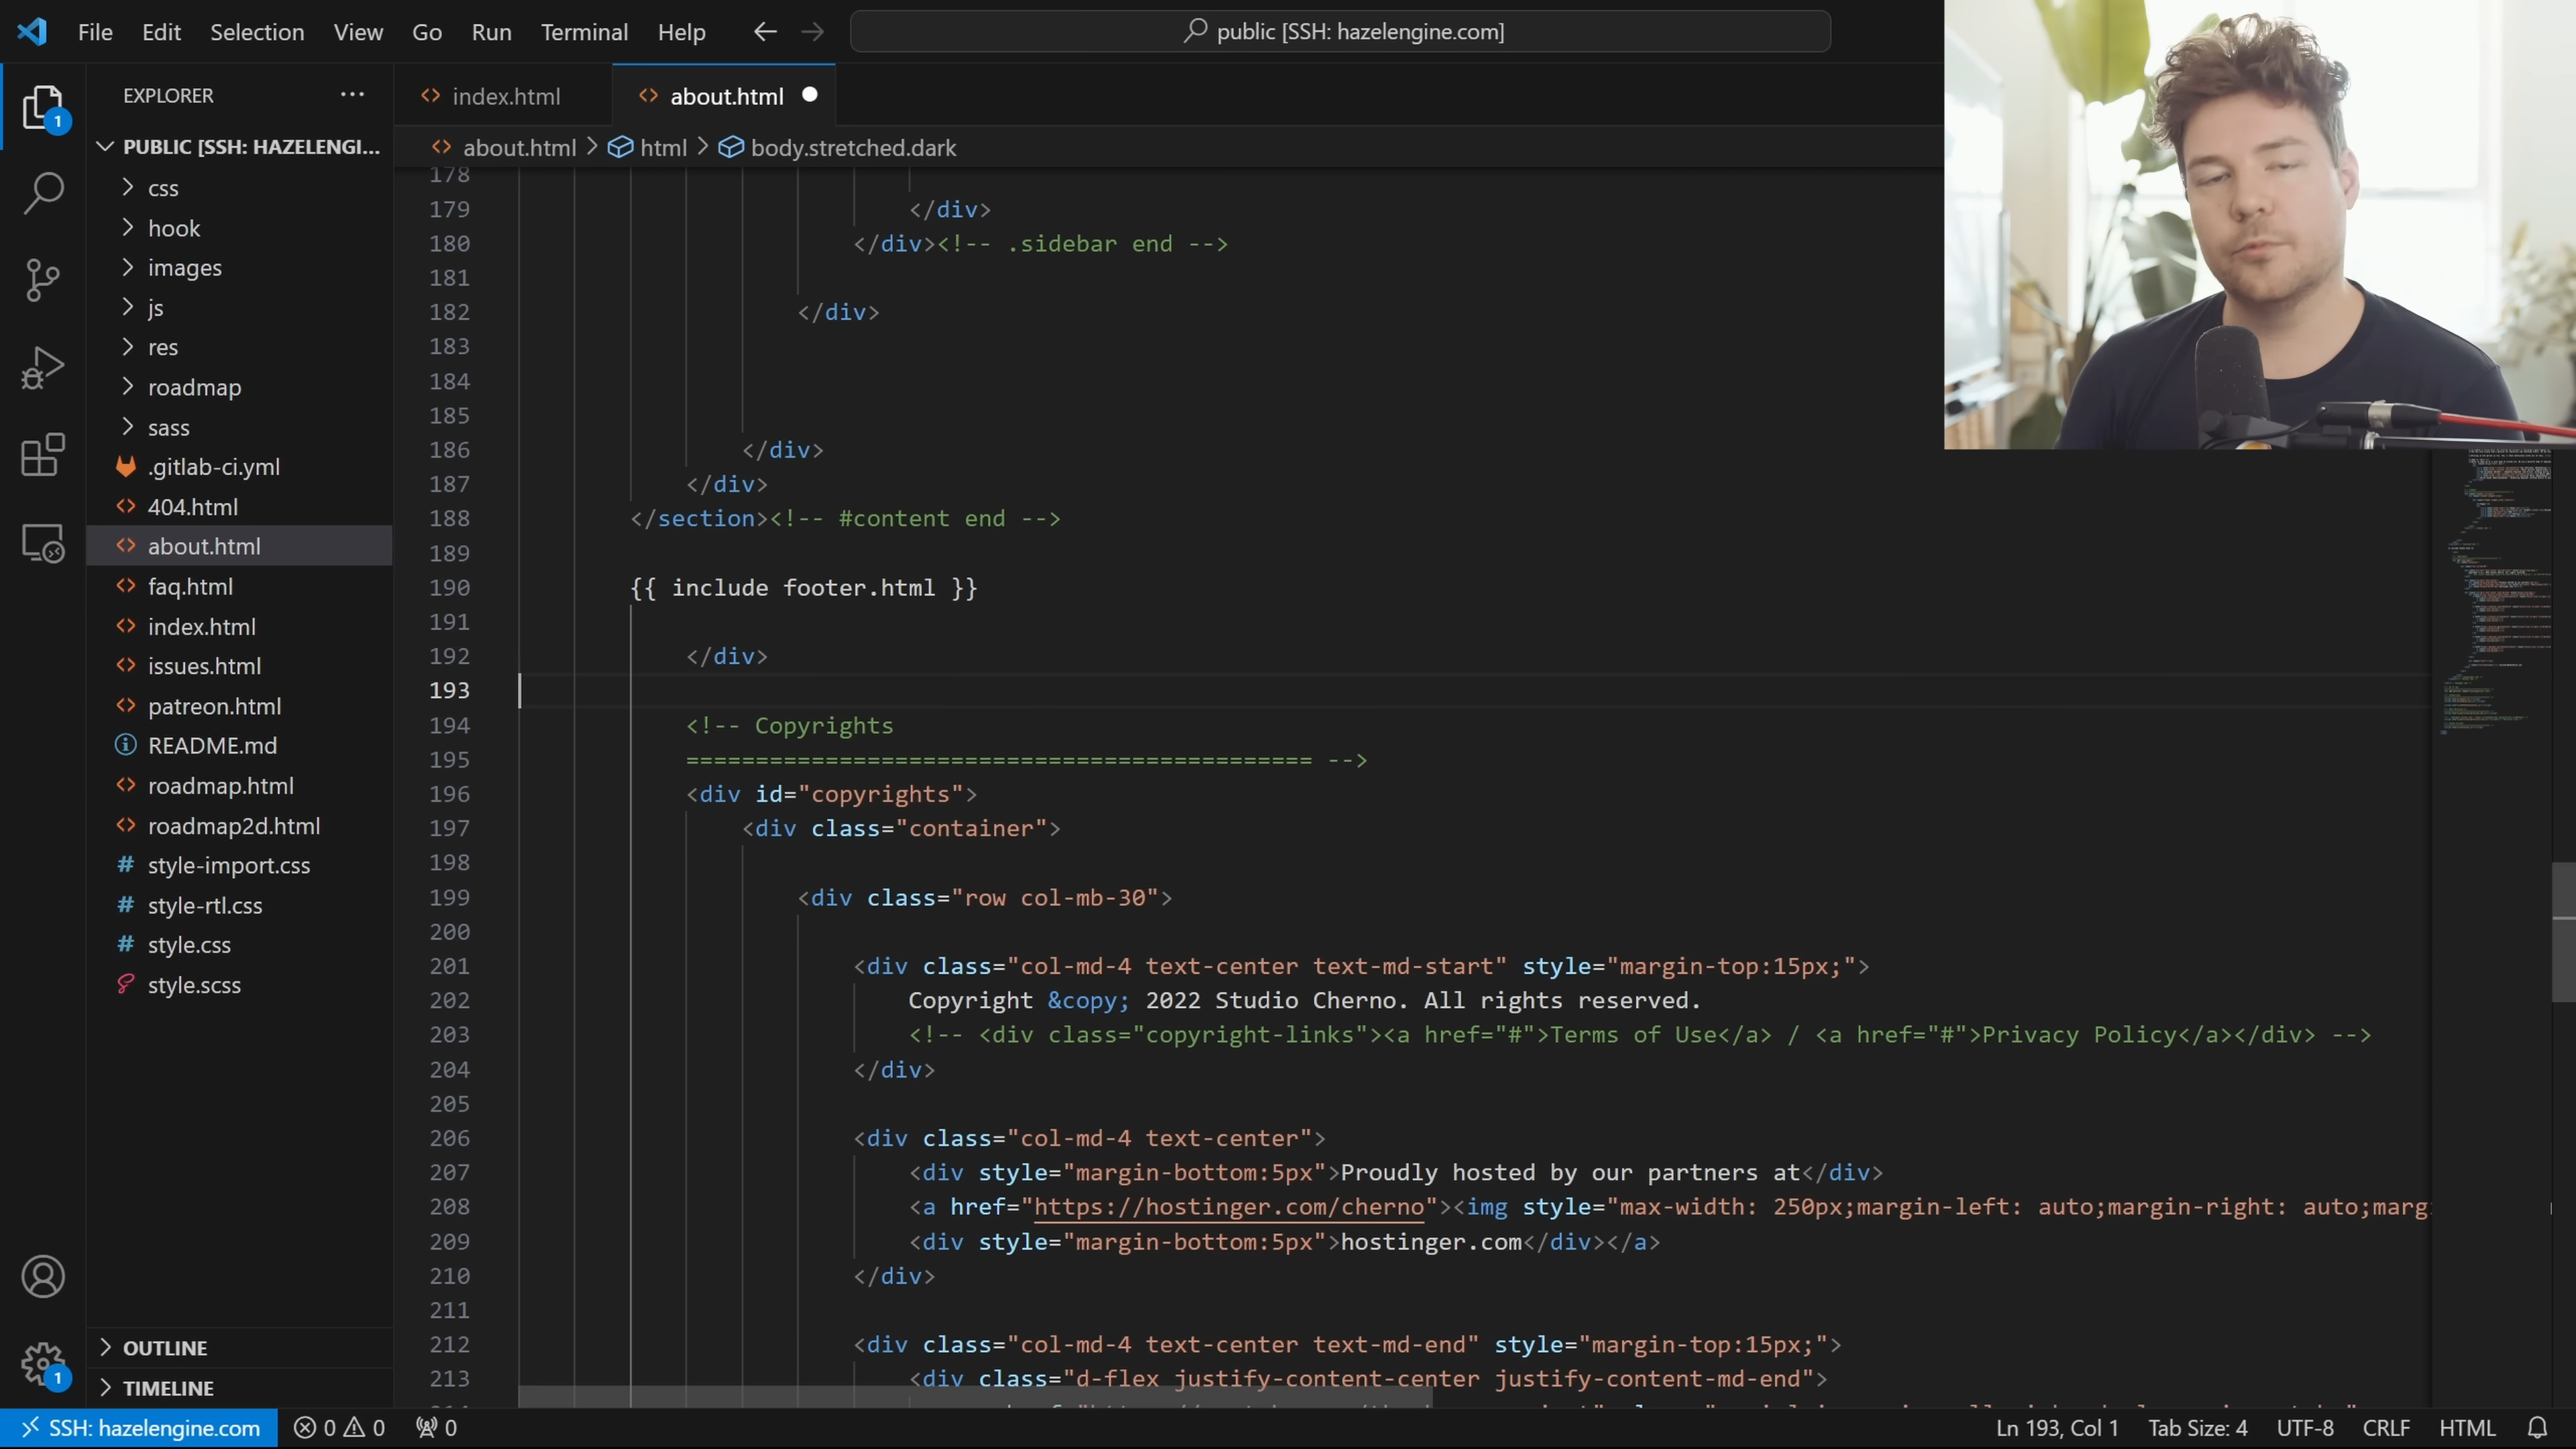 File Edit Selection View Go Run Terminal Help
public [SSH: hazelengine.com]
EXPLORER
index.html
about.html
1
PUBLIC [SSH: HAZELENGI...
about.html > html > body.stretched.dark
css
hook
images
js
res
roadmap
sass
.gitlab-ci.yml
404.html
about.html
faq.html
index.html
issues.html
patreon.html
README.md
roadmap.html
roadmap2d.html
style-import.css
style-rtl.css
style.css
style.scss
OUTLINE
TIMELINE
1
178
179 </div>
180 </div><!-- .sidebar end -->
181
182 </div>
183
184
185
186 </div>
187 </div>
188 </section><!-- #content end -->
189
190 {{ include footer.html }}
191
192 </div>
193
194 <!-- Copyrights
195 ============================================= -->
196 <div id="copyrights">
197 <div class="container">
198
199 <div class="row col-mb-30">
200
201 <div class="col-md-4 text-center text-md-start" style="margin-top:15px;">
202 Copyright &copy; 2022 Studio Cherno. All rights reserved.
203 <!-- <div class="copyright-links"><a href="#">Terms of Use</a> / <a href="#">Privacy Policy</a></div> -->
204 </div>
205
206 <div class="col-md-4 text-center">
207 <div style="margin-bottom:5px">Proudly hosted by our partners at</div>
208 <a href="https://hostinger.com/cherno"><img style="max-width: 250px;margin-left: auto;margin-right: auto;marg
209 <div style="margin-bottom:5px">hostinger.com</div></a>
210 </div>
211
212 <div class="col-md-4 text-center text-md-end" style="margin-top:15px;">
213 <div class="d-flex justify-content-center justify-content-md-end">
SSH: hazelengine.com 0 0 0 Ln 193, Col 1 Tab Size: 4 UTF-8 CRLF HTML